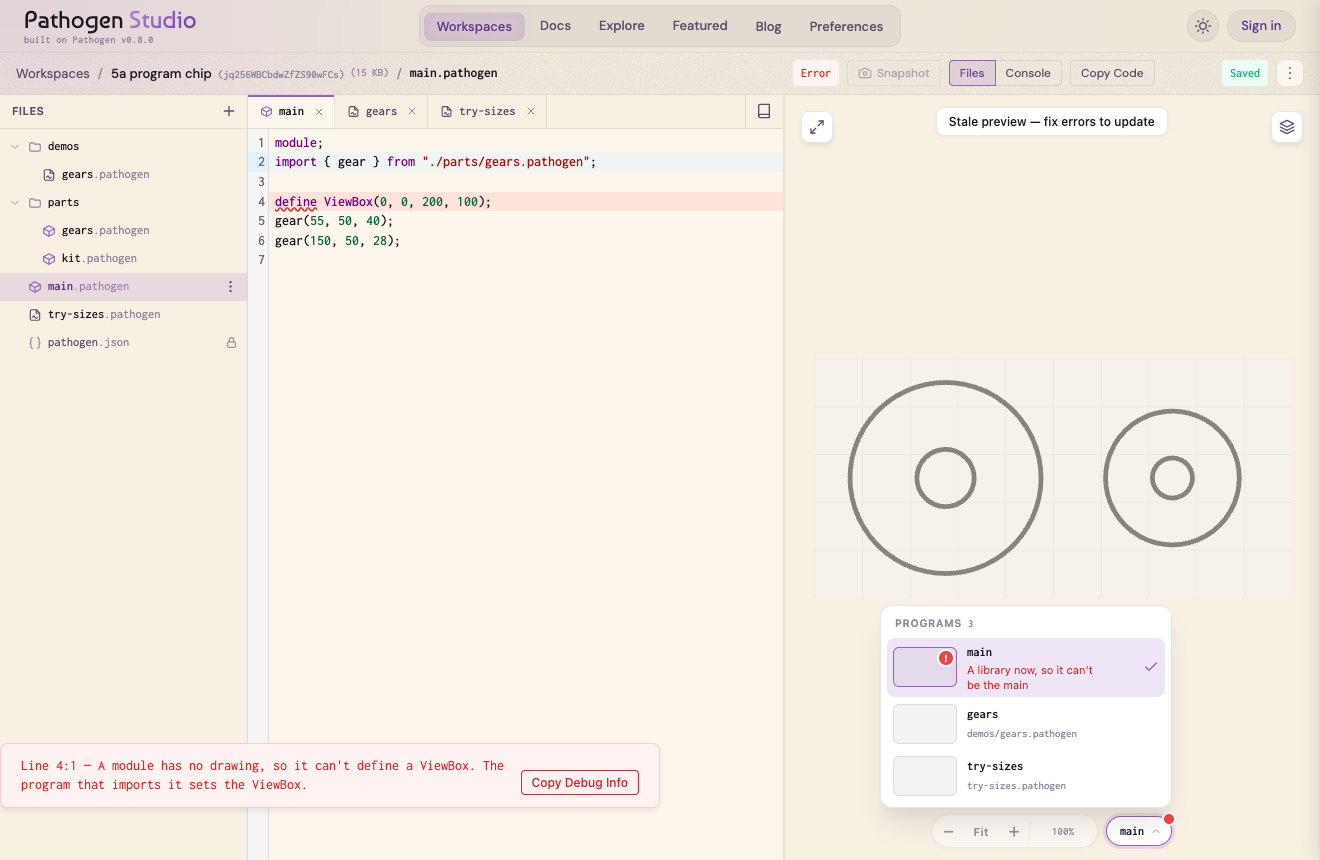 Pathogen Studio
built on Pathogen v0.8.0
Workspaces
Docs
Explore
Featured
Blog
Preferences
Sign in
Workspaces / 5a program chip (jq256WBCbdwZfZS90wFCs) (15 KB) / main.pathogen
Error
Snapshot
Files
Console
Copy Code
Saved
FILES
demos
gears.pathogen
parts
gears.pathogen
kit.pathogen
main.pathogen
try-sizes.pathogen
{} pathogen.json
main
gears
try-sizes
1 module;
2 import { gear } from "./parts/gears.pathogen";
3
4 define ViewBox(0, 0, 200, 100);
5 gear(55, 50, 40);
6 gear(150, 50, 28);
7
Stale preview — fix errors to update
PROGRAMS 3
main
A library now, so it can't
be the main
gears
demos/gears.pathogen
try-sizes
try-sizes.pathogen
Line 4:1 — A module has no drawing, so it can't define a ViewBox. The
program that imports it sets the ViewBox.
Copy Debug Info
Fit
100%
main